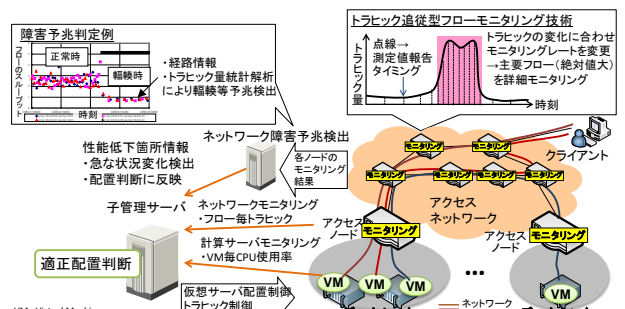 障害予兆判定例
フローのスループット
正常時
輻輳時
時刻
・経路情報
・トラヒック量統計解析
により輻輳等予兆検出
トラヒック追従型フローモニタリング技術
トラヒック量
点線→
測定値報告
タイミング
トラヒックの変化に合わせ
モニタリングレートを変更
→主要フロー(絶対値大)
を詳細モニタリング
時刻
ネットワーク障害予兆検出
性能低下箇所情報
・急な状況変化検出
・配置判断に反映
各ノードの
モニタリング
結果
クライアント
モニタリング
モニタリング
モニタリング
モニタリング
モニタリング
モニタリング
子管理サーバ
ネットワークモニタリング
・フロー毎トラヒック
アクセス
ノード
モニタリング
アクセス
ネットワーク
アクセス
ノード
モニタリング
計算サーバモニタリング
・VM毎CPU使用率
適正配置判断
VM
VM
VM
VM
…
仮想サーバ配置制御
トラヒック制御
ネットワーク